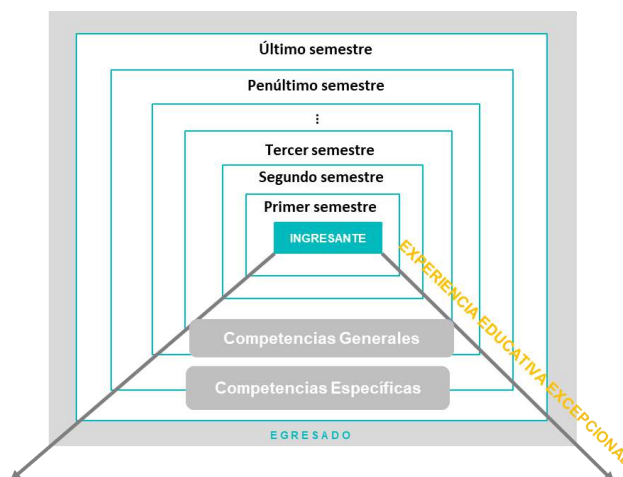 Último semestre
Penúltimo semestre
⋮
Tercer semestre
Segundo semestre
Primer semestre
INGRESANTE
EXPERIENCIA EDUCATIVA EXCEPCIONAL
Competencias Generales
Competencias Específicas
EGRESADO